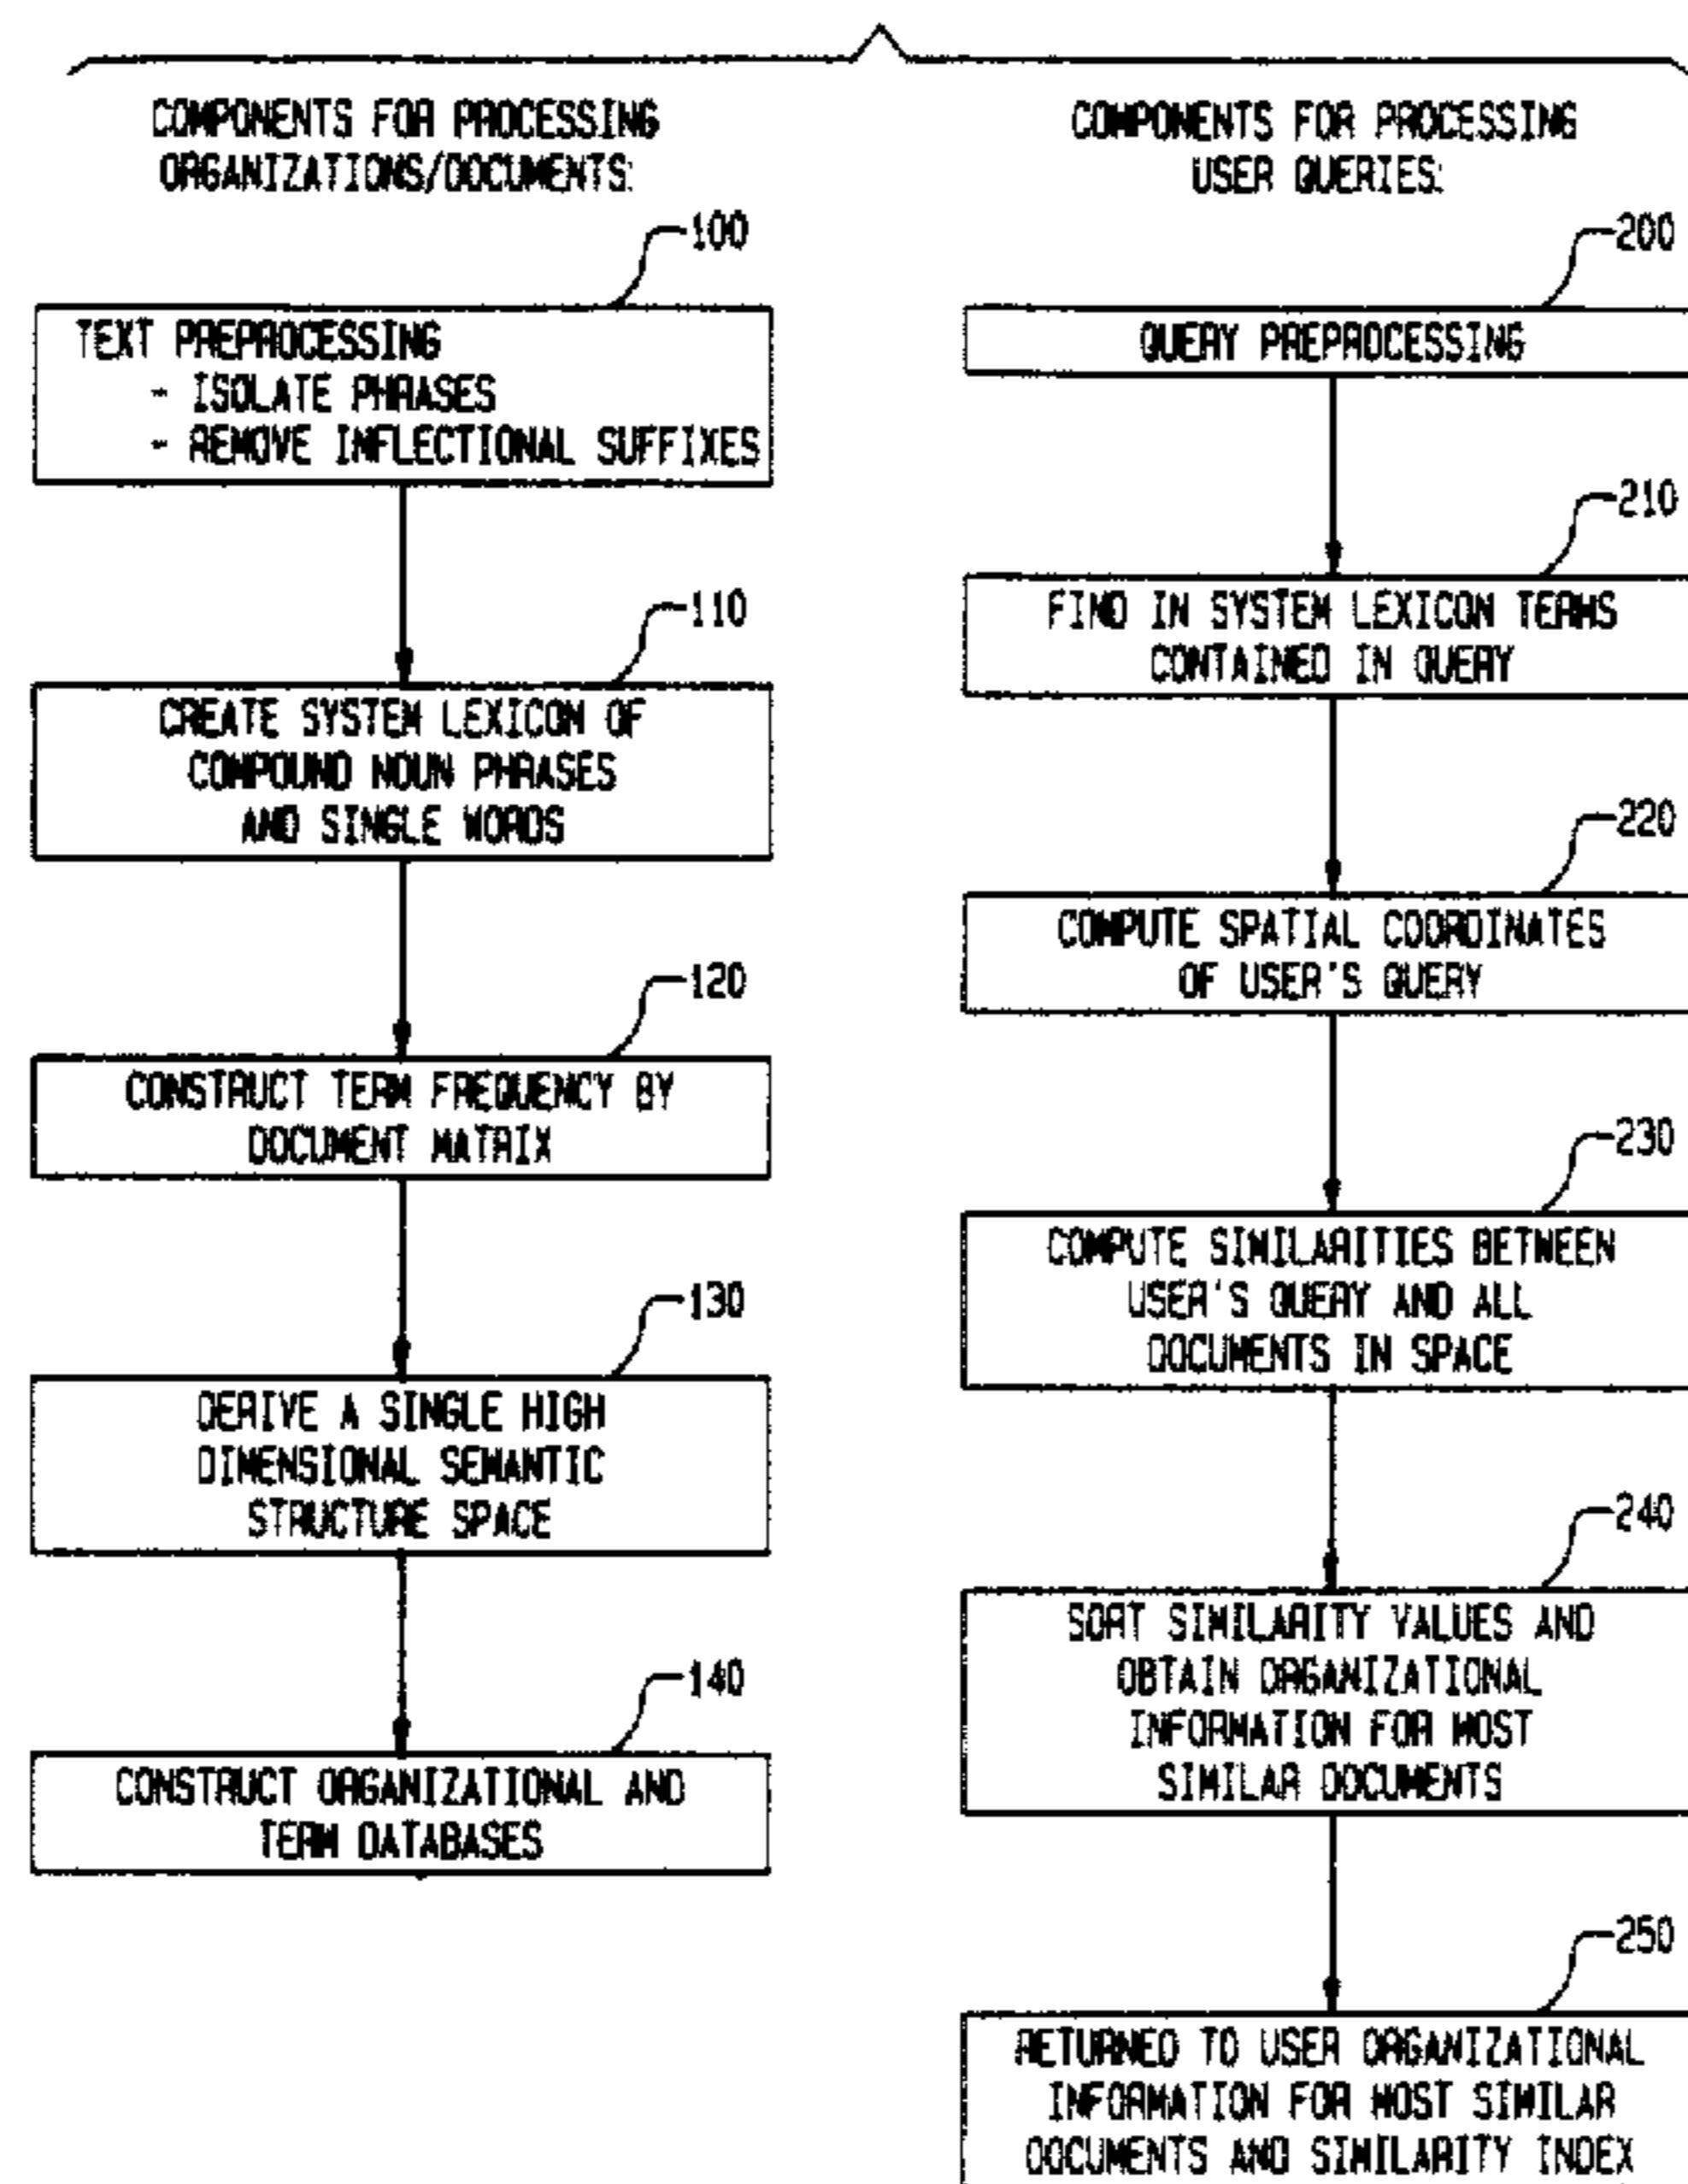 COMPONENTS FOR PROCESSING
ORGANIZATIONS/DOCUMENTS:
100
TEXT PREPROCESSING
- ISOLATE PHRASES
- REMOVE INFLECTIONAL SUFFIXES
110
CREATE SYSTEM LEXICON OF
COMPOUND NOUN PHRASES
AND SINGLE WORDS
120
CONSTRUCT TERM FREQUENCY BY
DOCUMENT MATRIX
130
DERIVE A SINGLE HIGH
DIMENSIONAL SEMANTIC
STRUCTURE SPACE
140
CONSTRUCT ORGANIZATIONAL AND
TERM DATABASES
COMPONENTS FOR PROCESSING
USER QUERIES:
200
QUERY PREPROCESSING
210
FIND IN SYSTEM LEXICON TERMS
CONTAINED IN QUERY
220
COMPUTE SPATIAL COORDINATES
OF USER'S QUERY
230
COMPUTE SIMILARITIES BETWEEN
USER'S QUERY AND ALL
DOCUMENTS IN SPACE
240
SORT SIMILARITY VALUES AND
OBTAIN ORGANIZATIONAL
INFORMATION FOR MOST
SIMILAR DOCUMENTS
250
RETURNED TO USER ORGANIZATIONAL
INFORMATION FOR MOST SIMILAR
DOCUMENTS AND SIMILARITY INDEX